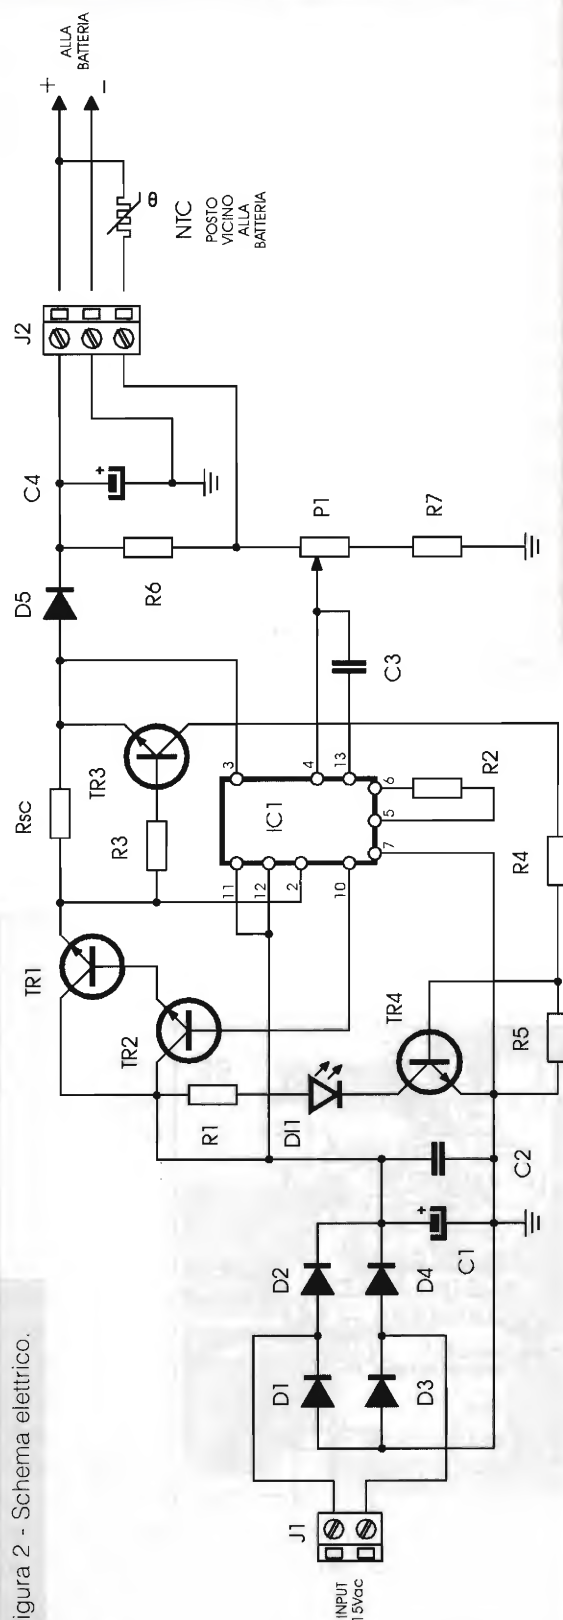 igura 2 - Schema elettrico.
INPUT
15Vac
J1
D1
D2
D3
D4
C1
C2
R1
DI1
TR1
TR2
TR4
R5
R4
Rsc
R3
TR3
IC1
11
12
2
10
3
4
13
6
5
7
R2
C3
D5
R6
P1
R7
C4
+
+
J2
NTC
θ
POSTO
VICINO
ALLA
BATTERIA
+
-
ALLA
BATTERIA